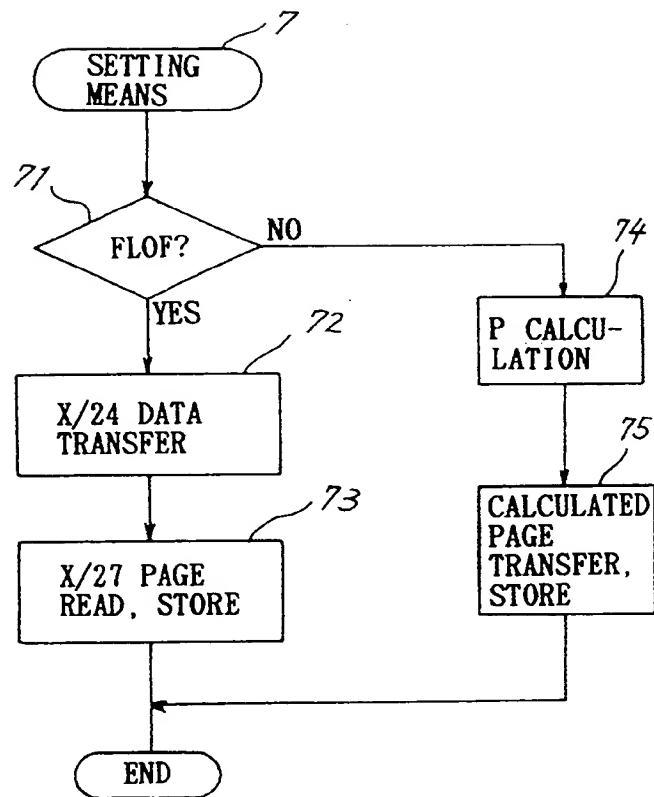 7
SETTING
MEANS
71
FLOF?
NO
YES
74
P CALCU-
LATION
72
X/24 DATA
TRANSFER
75
CALCULATED
PAGE
TRANSFER,
STORE
73
X/27 PAGE
READ, STORE
END